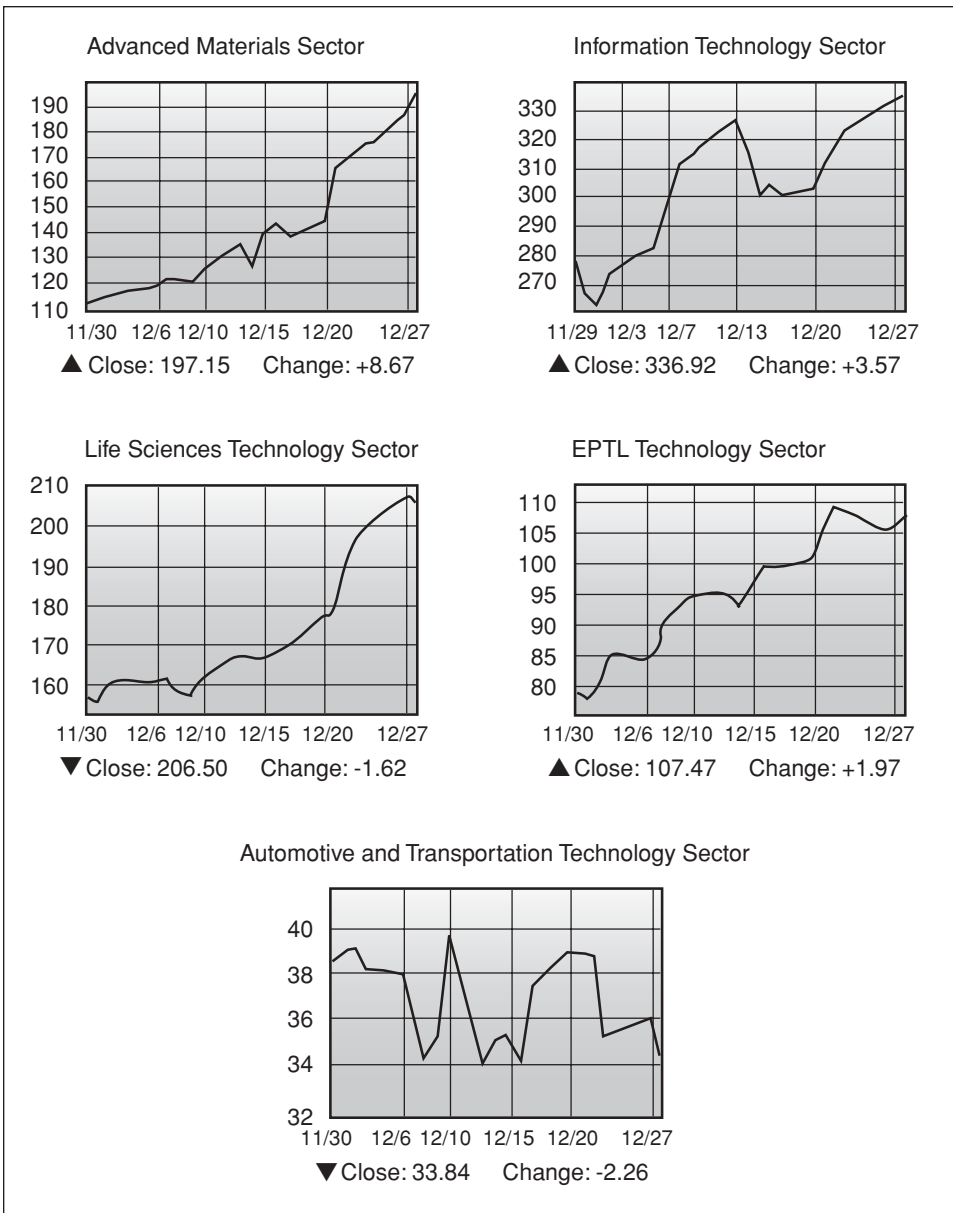 Advanced Materials Sector
190
180
170
160
150
140
130
120
110
11/30 12/6 12/10 12/15 12/20 12/27
▲ Close: 197.15 Change: +8.67
Information Technology Sector
330
320
310
300
290
280
270
11/29 12/3 12/7 12/13 12/20 12/27
▲ Close: 336.92 Change: +3.57
Life Sciences Technology Sector
210
200
190
180
170
160
11/30 12/6 12/10 12/15 12/20 12/27
▼ Close: 206.50 Change: -1.62
EPTL Technology Sector
110
105
100
95
90
85
80
11/30 12/6 12/10 12/15 12/20 12/27
▲ Close: 107.47 Change: +1.97
Automotive and Transportation Technology Sector
40
38
36
34
32
11/30 12/6 12/10 12/15 12/20 12/27
▼ Close: 33.84 Change: -2.26